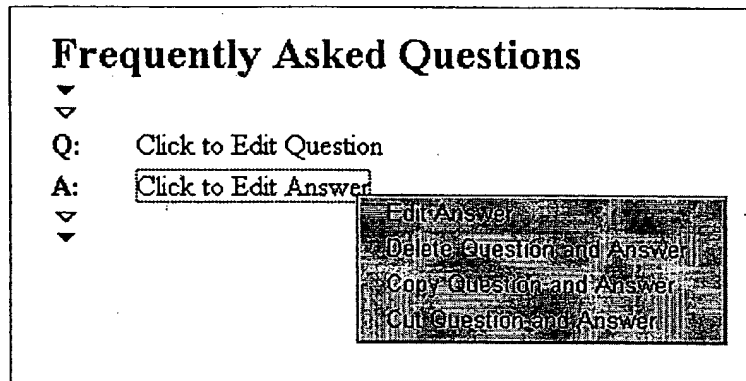 Frequently Asked Questions
Q: Click to Edit Question
A: Click to Edit Answer
Edit Answer
Delete Question and Answer
Copy Question and Answer
Cut Question and Answer